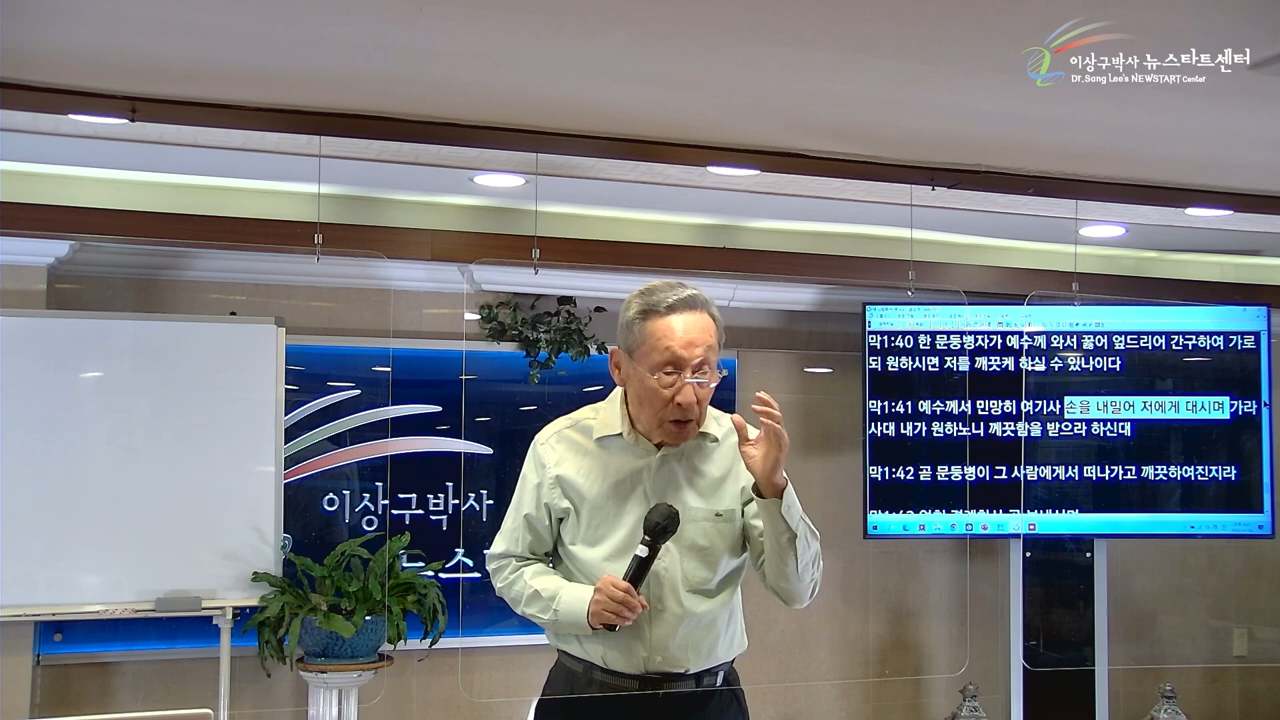 이상구박사 뉴스타트센터
Dr. Sang Lee's NEWSTART Center
막1:40 한 문둥병자가 예수께 와서 꿇어 엎드리어 간구하여 가로
되 원하시면 저를 깨끗케 하실 수 있나이다
막1:41 예수께서 민망히 여기사 손을 내밀어 저에게 대시며 가라
사대 내가 원하노니 깨끗함을 받으라 하신대
막1:42 곧 문둥병이 그 사람에게서 떠나가고 깨끗하여진지라
이상구박사